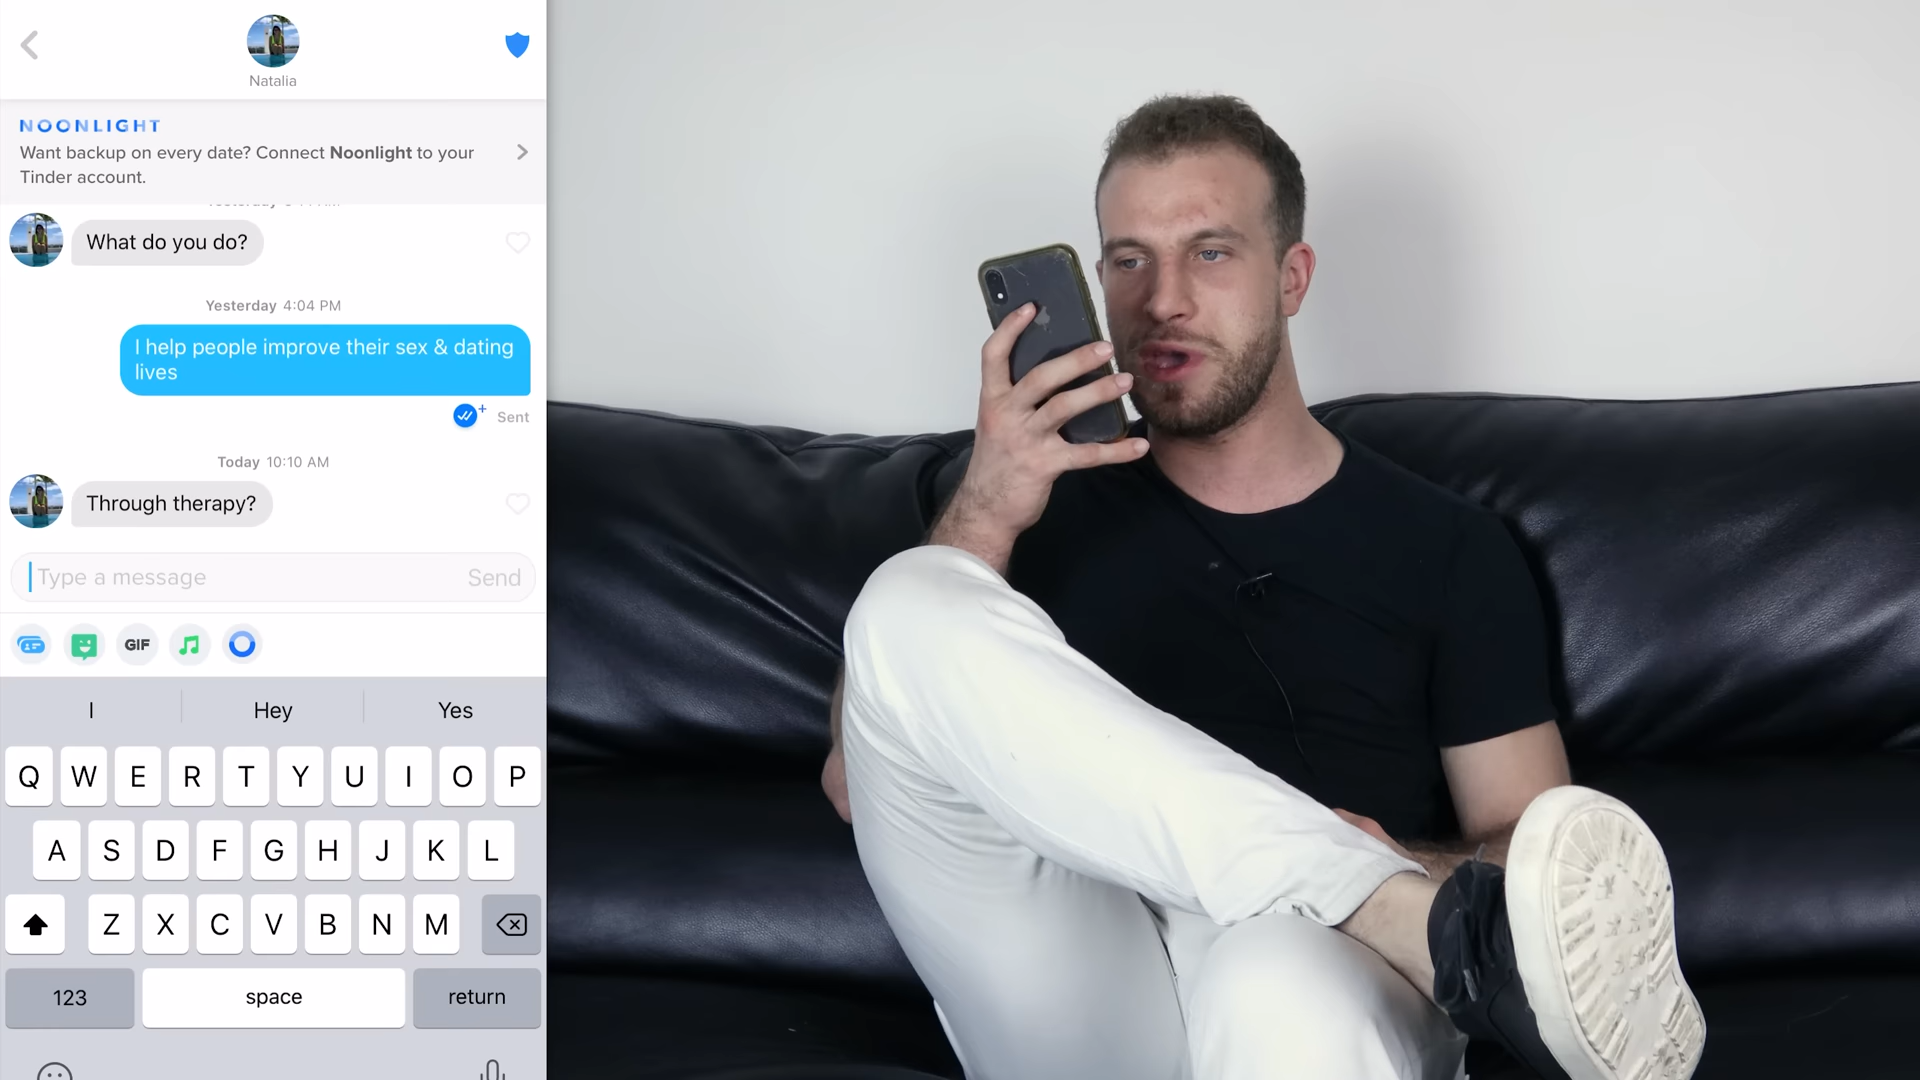 Natalia
NOONLIGHT
Want backup on every date? Connect Noonlight to your
Tinder account.
What do you do?
Yesterday 4:04 PM
I help people improve their sex & dating
lives
Sent
Today 10:10 AM
Through therapy?
Type a message
Send
GIF
I
Hey
Yes
Q W E R T Y U I O P
A S D F G H J K L
Z X C V B N M
123
space
return